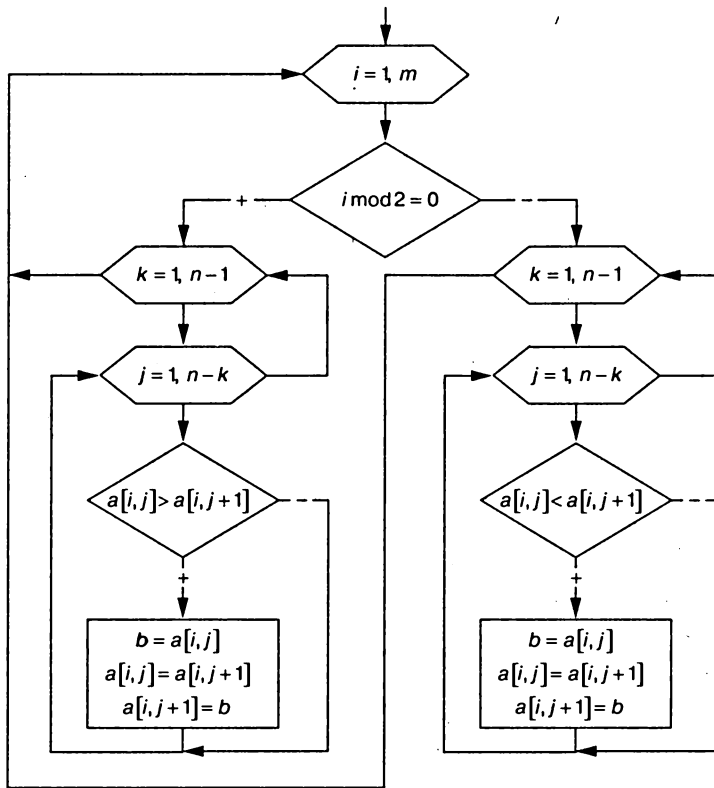 i = 1, m
i mod 2 = 0
+
–
k = 1, n – 1
k = 1, n – 1
j = 1, n – k
j = 1, n – k
a[i, j] > a[i, j + 1]
–
a[i, j] < a[i, j + 1]
–
+
+
b = a[i, j]
a[i, j] = a[i, j + 1]
a[i, j + 1] = b
b = a[i, j]
a[i, j] = a[i, j + 1]
a[i, j + 1] = b